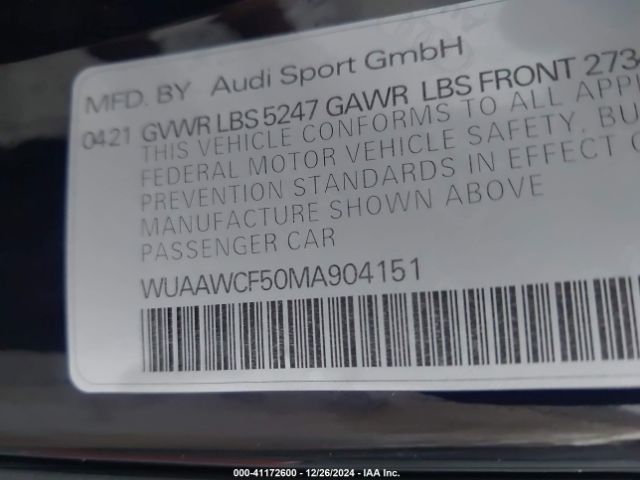 MFD. BY Audi Sport GmbH
0421 GVWR LBS 5247 GAWR LBS FRONT 273
THIS VEHICLE CONFORMS TO ALL APPL
FEDERAL MOTOR VEHICLE SAFETY, BU
PREVENTION STANDARDS IN EFFECT O
MANUFACTURE SHOWN ABOVE
PASSENGER CAR
WUAAWCF50MA904151
000-41172600 - 12/26/2024 - IAA Inc.